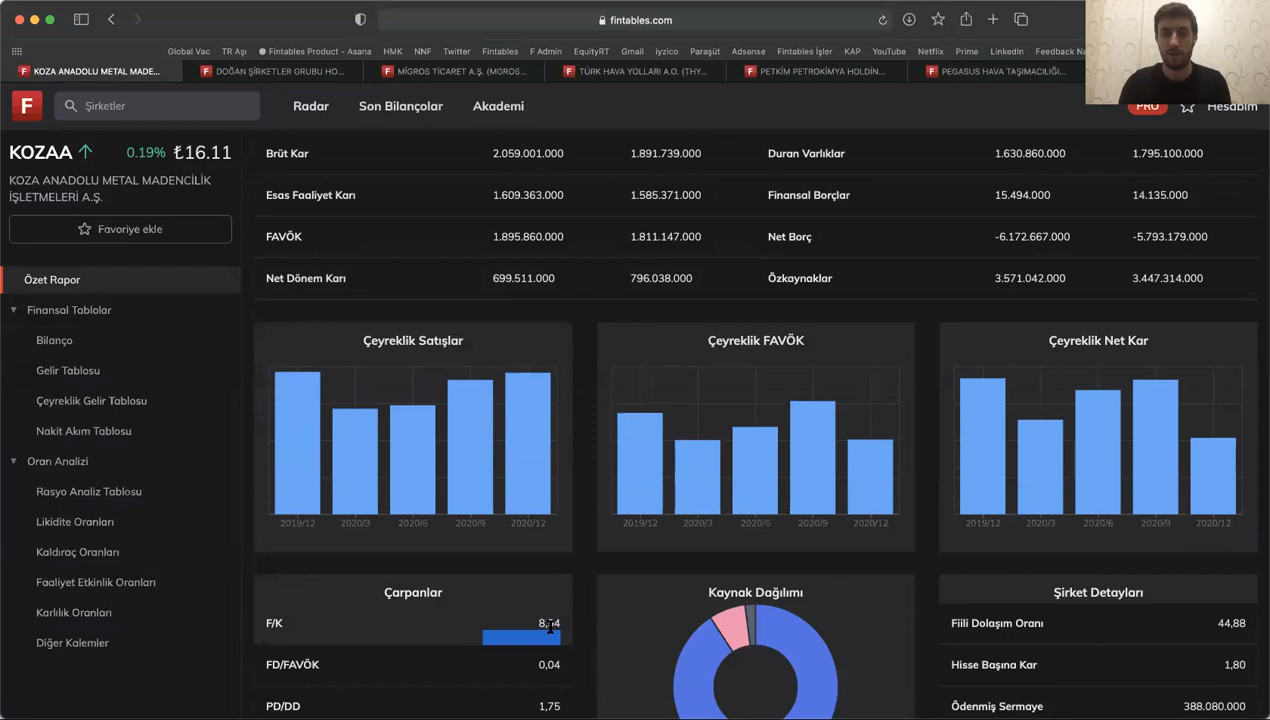 fintables.com
Global Vac TR Aşı Fintables Product - Asana HMK NNF Twitter Fintables F Admin EquityRT Gmail iyzico Paraşüt Adsense Fintables İşler KAP YouTube Netflix Prime LinkedIn Feedback
KOZA ANADOLU METAL MADE... DOĞAN ŞİRKETLER GRUBU HO... MİGROS TİCARET A.Ş. (MGROS... TÜRK HAVA YOLLARI A.O. (THY... PETKİM PETROKİMYA HOLDİN... PEGASUS HAVA TAŞIMACILIĞI...
F Şirketler Radar Son Bilançolar Akademi PRO Hesabım
KOZAA 0.19% ₺16.11
KOZA ANADOLU METAL MADENCİLİK
İŞLETMELERİ A.Ş.
Favoriye ekle
Özet Rapor
Finansal Tablolar
Bilanço
Gelir Tablosu
Çeyreklik Gelir Tablosu
Nakit Akım Tablosu
Oran Analizi
Rasyo Analiz Tablosu
Likidite Oranları
Kaldıraç Oranları
Faaliyet Etkinlik Oranları
Karlılık Oranları
Diğer Kalemler
Brüt Kar 2.059.001.000 1.891.739.000 Duran Varlıklar 1.630.860.000 1.795.100.000
Esas Faaliyet Karı 1.609.363.000 1.585.371.000 Finansal Borçlar 15.494.000 14.135.000
FAVÖK 1.895.860.000 1.811.147.000 Net Borç -6.172.667.000 -5.793.179.000
Net Dönem Karı 699.511.000 796.038.000 Özkaynaklar 3.571.042.000 3.447.314.000
Çeyreklik Satışlar
2019/12 2020/3 2020/6 2020/9 2020/12
Çeyreklik FAVÖK
2019/12 2020/3 2020/6 2020/9 2020/12
Çeyreklik Net Kar
2019/12 2020/3 2020/6 2020/9 2020/12
Çarpanlar
F/K
FD/FAVÖK 0,04
PD/DD 1,75
Kaynak Dağılımı
Şirket Detayları
Fiili Dolaşım Oranı 44,88
Hisse Başına Kar 1,80
Ödenmiş Sermaye 388.080.000